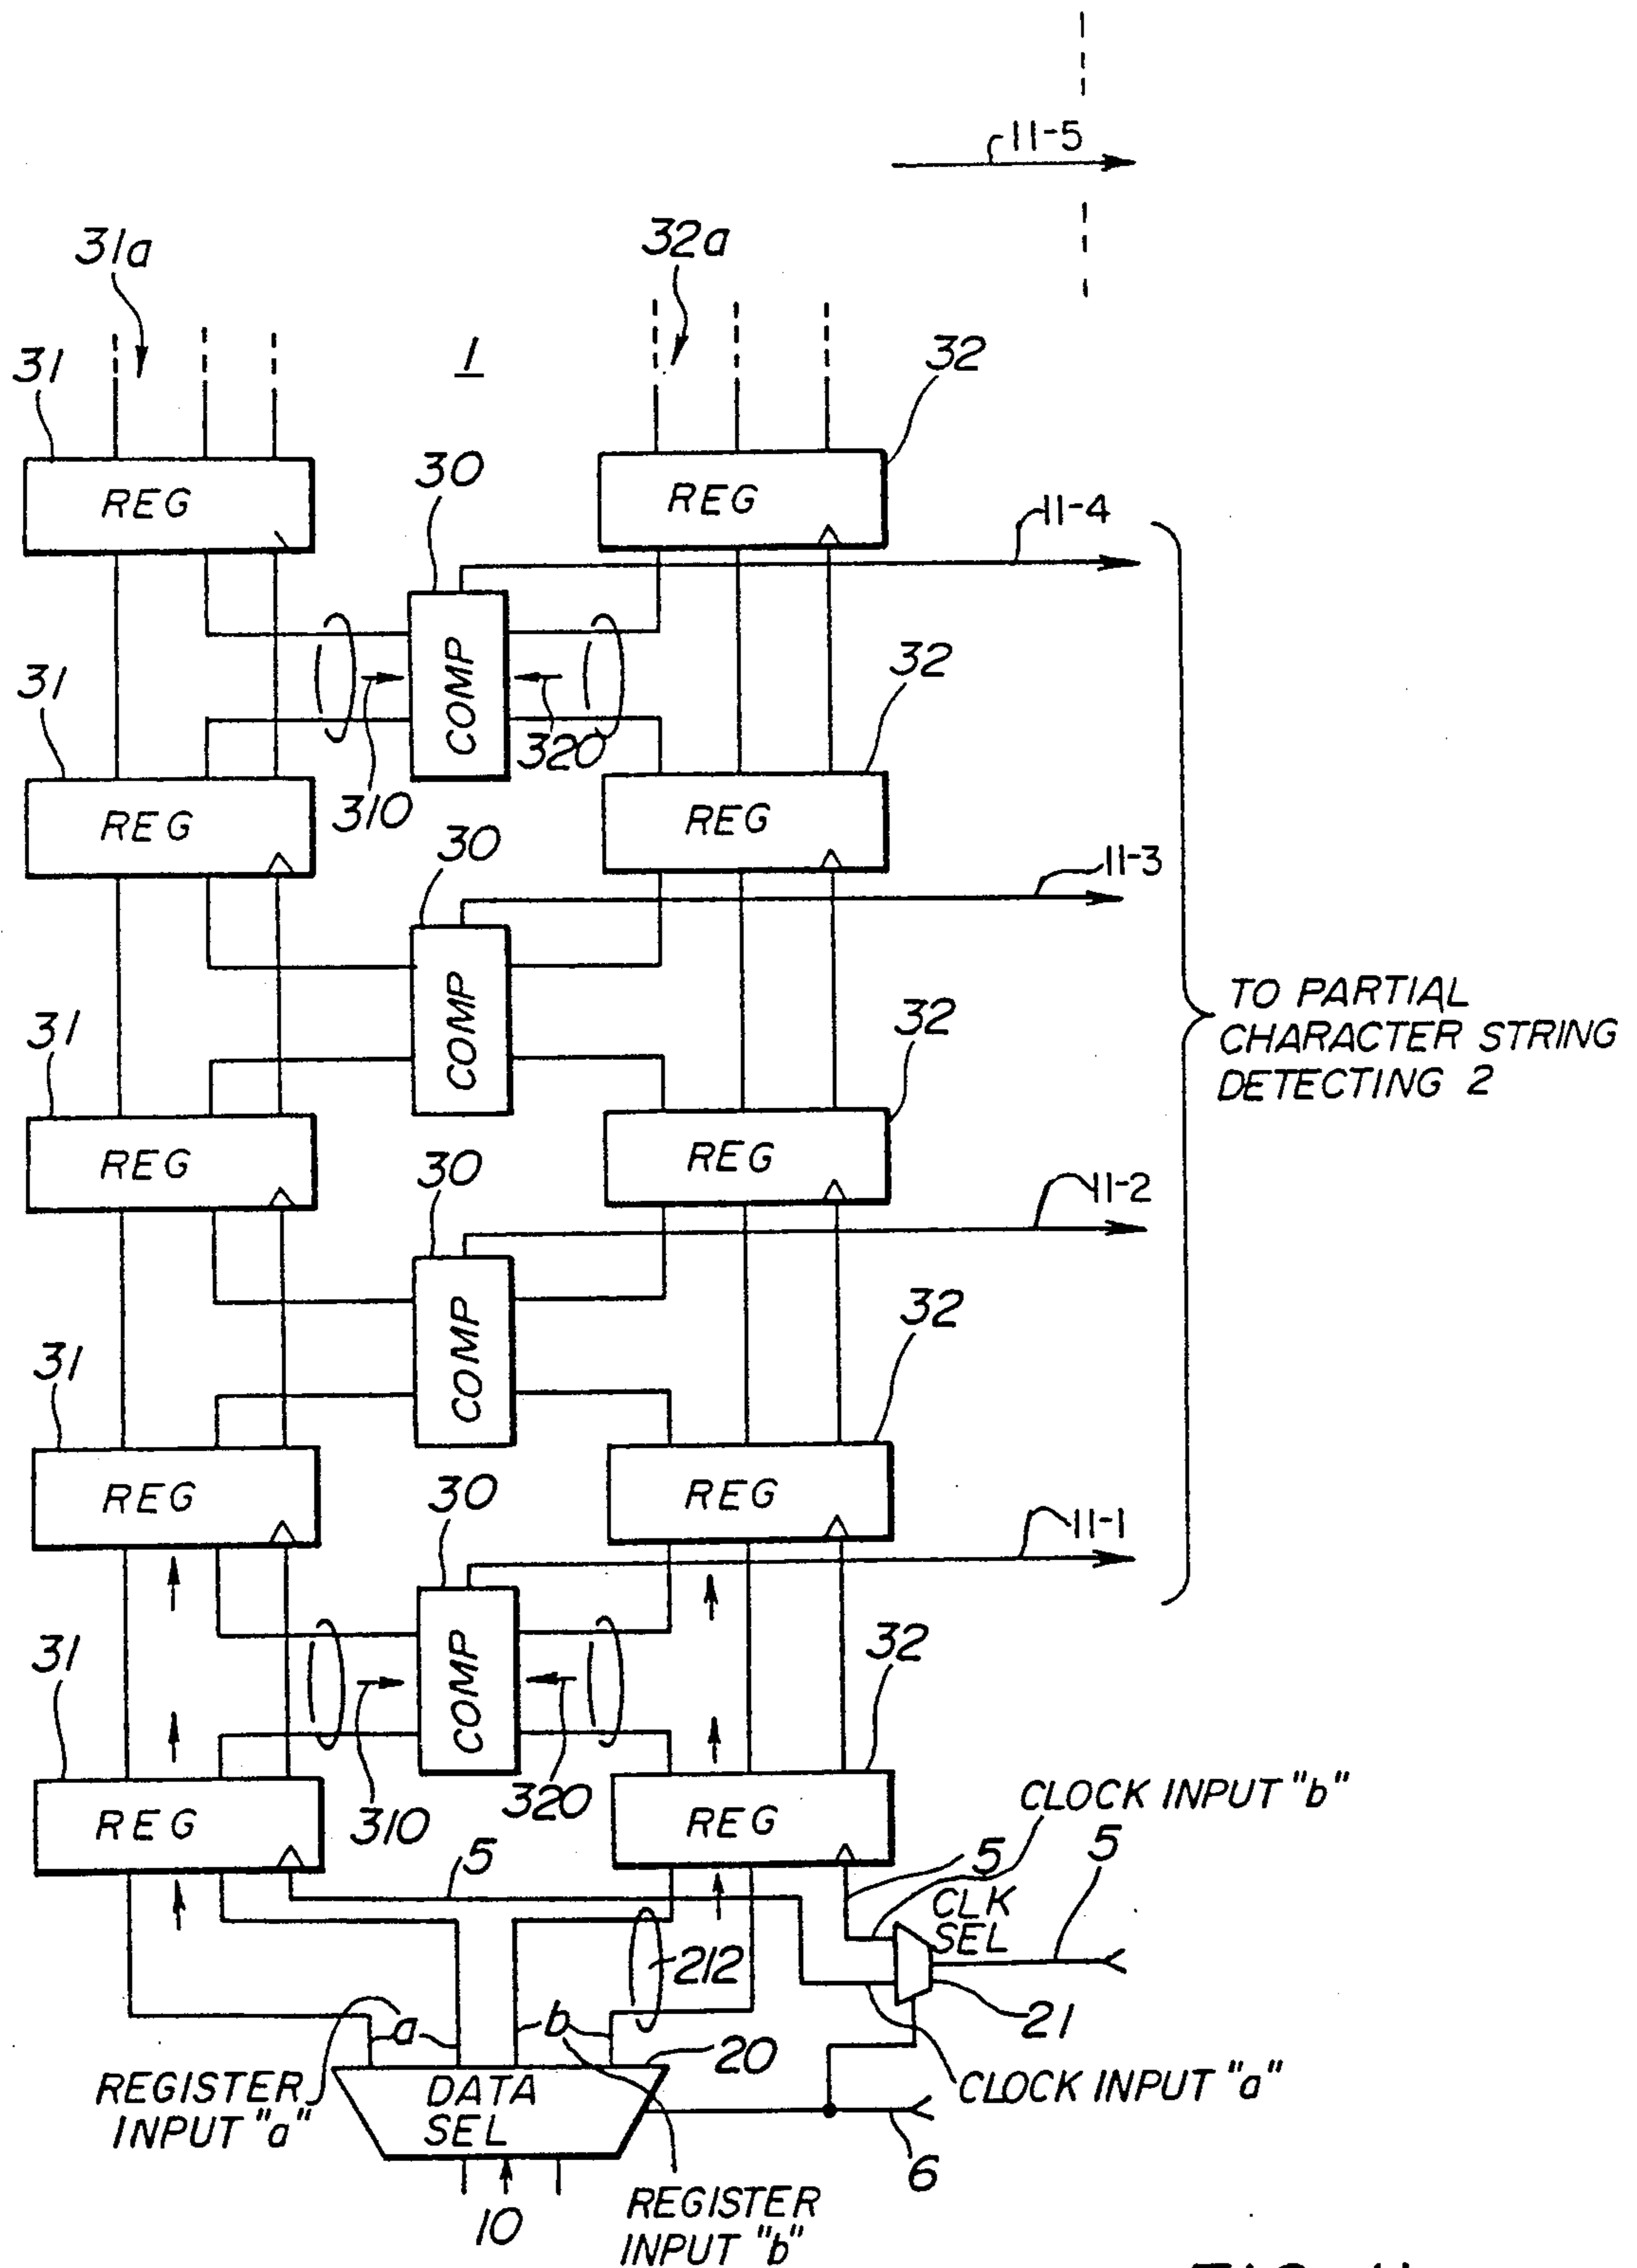 11-5
31a
32a
1
31
32
REG
30
REG
11-4
COMP
31
32
310
320
REG
REG
30
11-3
COMP
TO PARTIAL
CHARACTER STRING
DETECTING 2
31
32
REG
REG
30
11-2
COMP
31
32
REG
REG
30
11-1
COMP
31
32
310
320
REG
REG
CLOCK INPUT "b"
5
5
5
CLK
SEL
212
21
a
b
20
CLOCK INPUT "a"
REGISTER
INPUT "a"
DATA
SEL
6
10
REGISTER
INPUT "b"